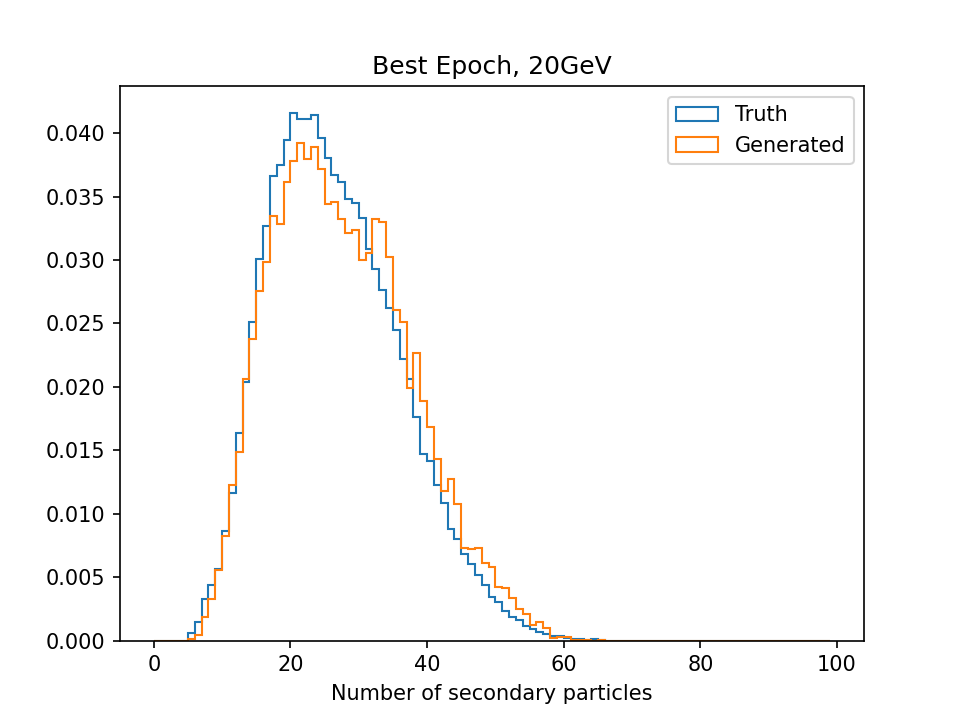 Best Epoch, 20GeV
Truth
Generated
0.040
0.035
0.030
0.025
0.020
0.015
0.010
0.005
0.000
0 20 40 60 80 100
Number of secondary particles